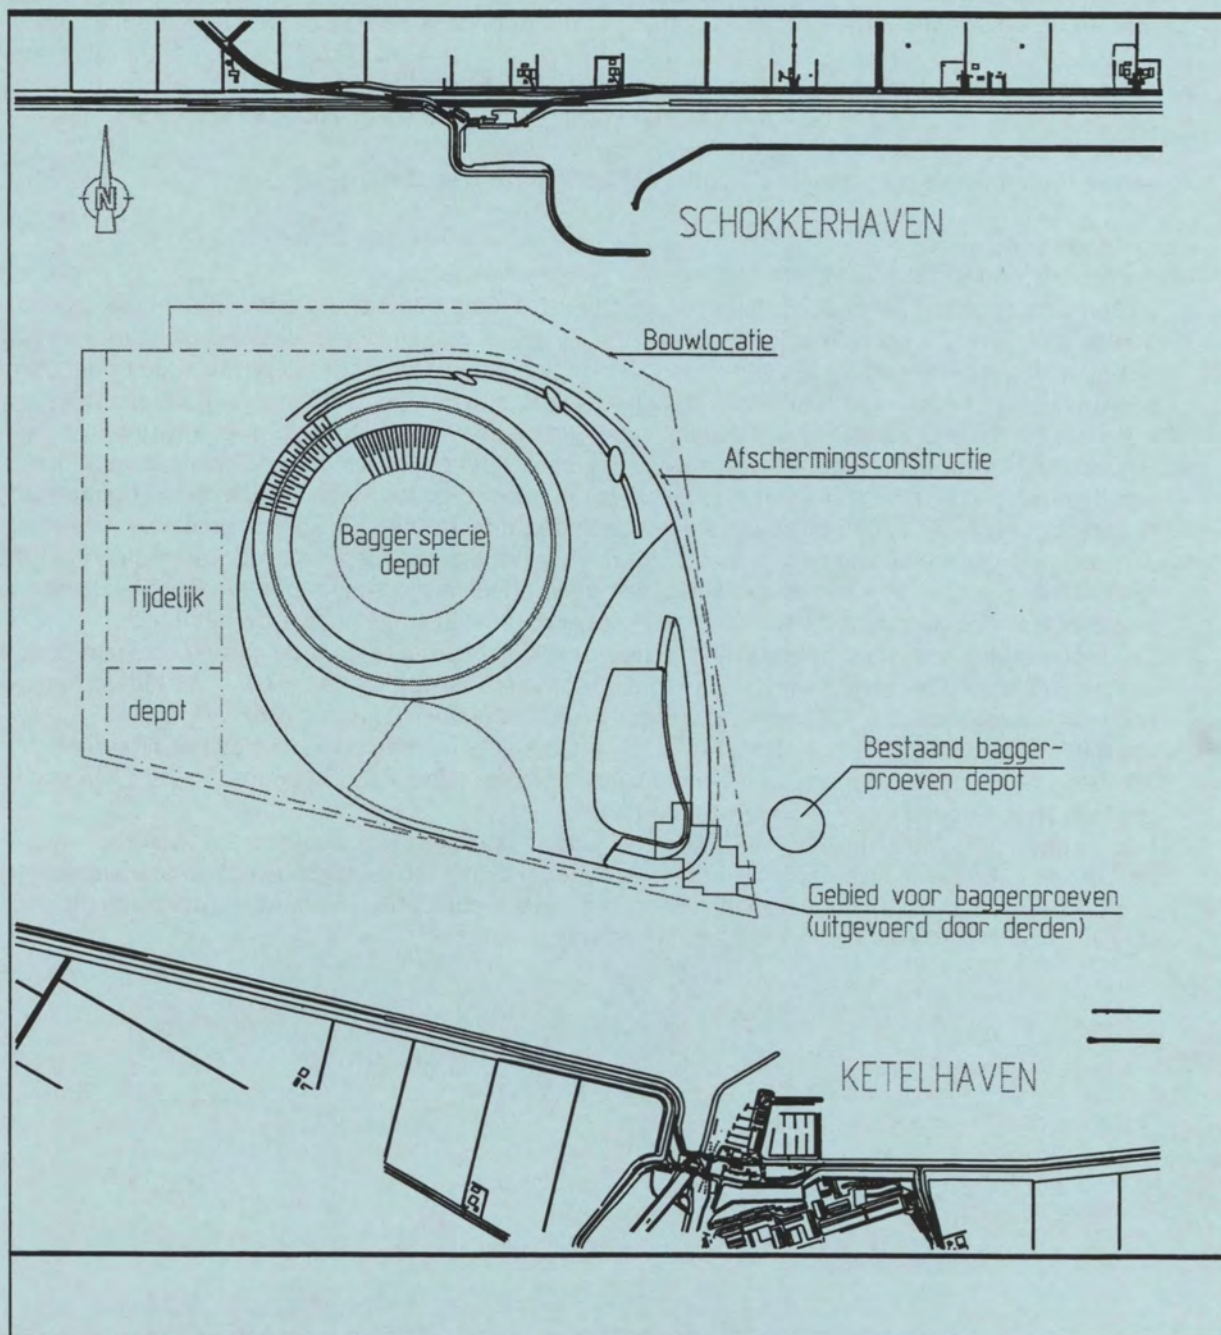 N
SCHOKKERHAVEN
Bouwlocatie
Afschermingsconstructie
Baggerspecie
depot
Tijdelijk
depot
Bestaand bagger-
proeven depot
Gebied voor baggerproeven
(uitgevoerd door derden)
KETELHAVEN